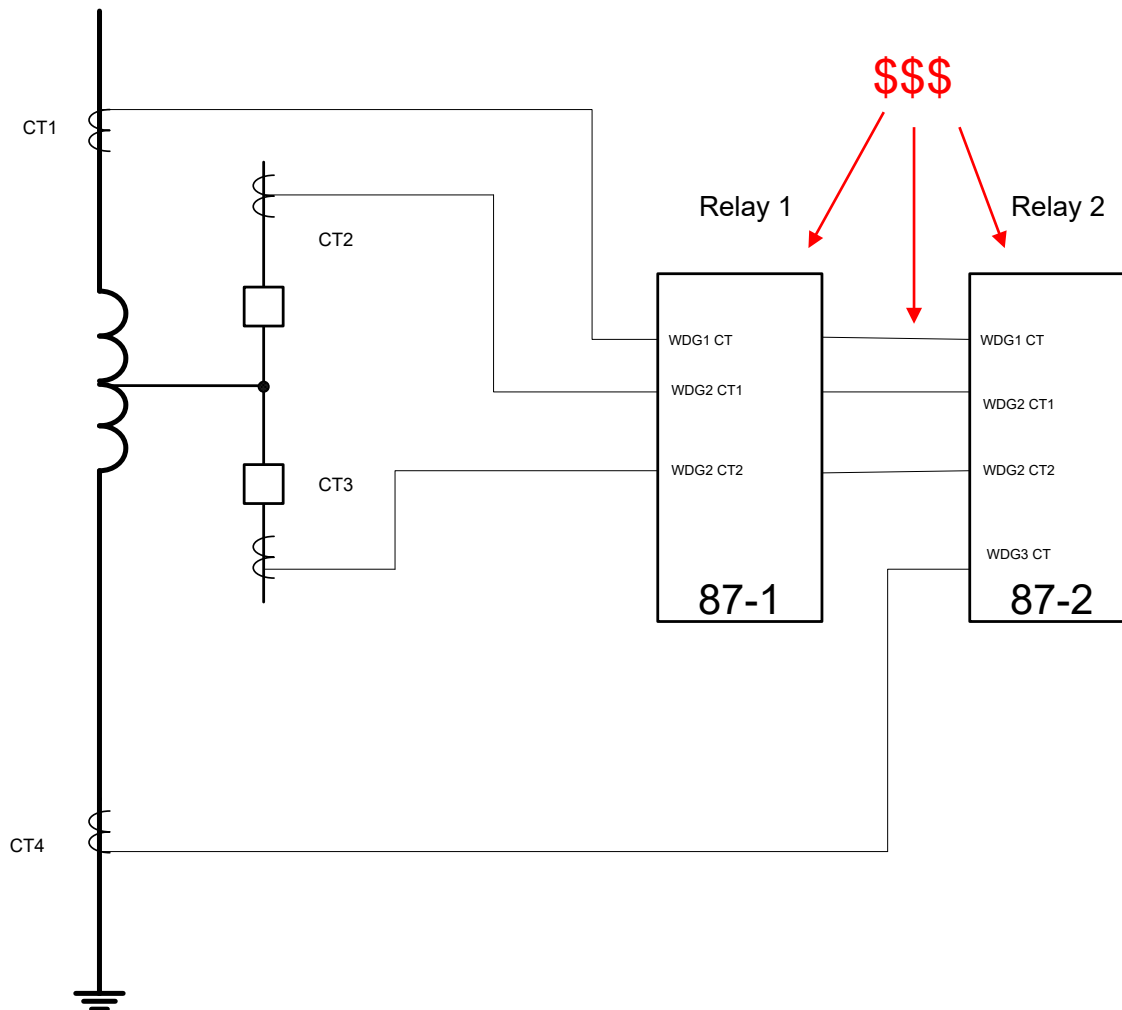 $$$
CT1
Relay 1
Relay 2
CT2
WDG1 CT
WDG1 CT
WDG2 CT1
WDG2 CT1
WDG2 CT2
WDG2 CT2
CT3
WDG3 CT
87-1
87-2
CT4